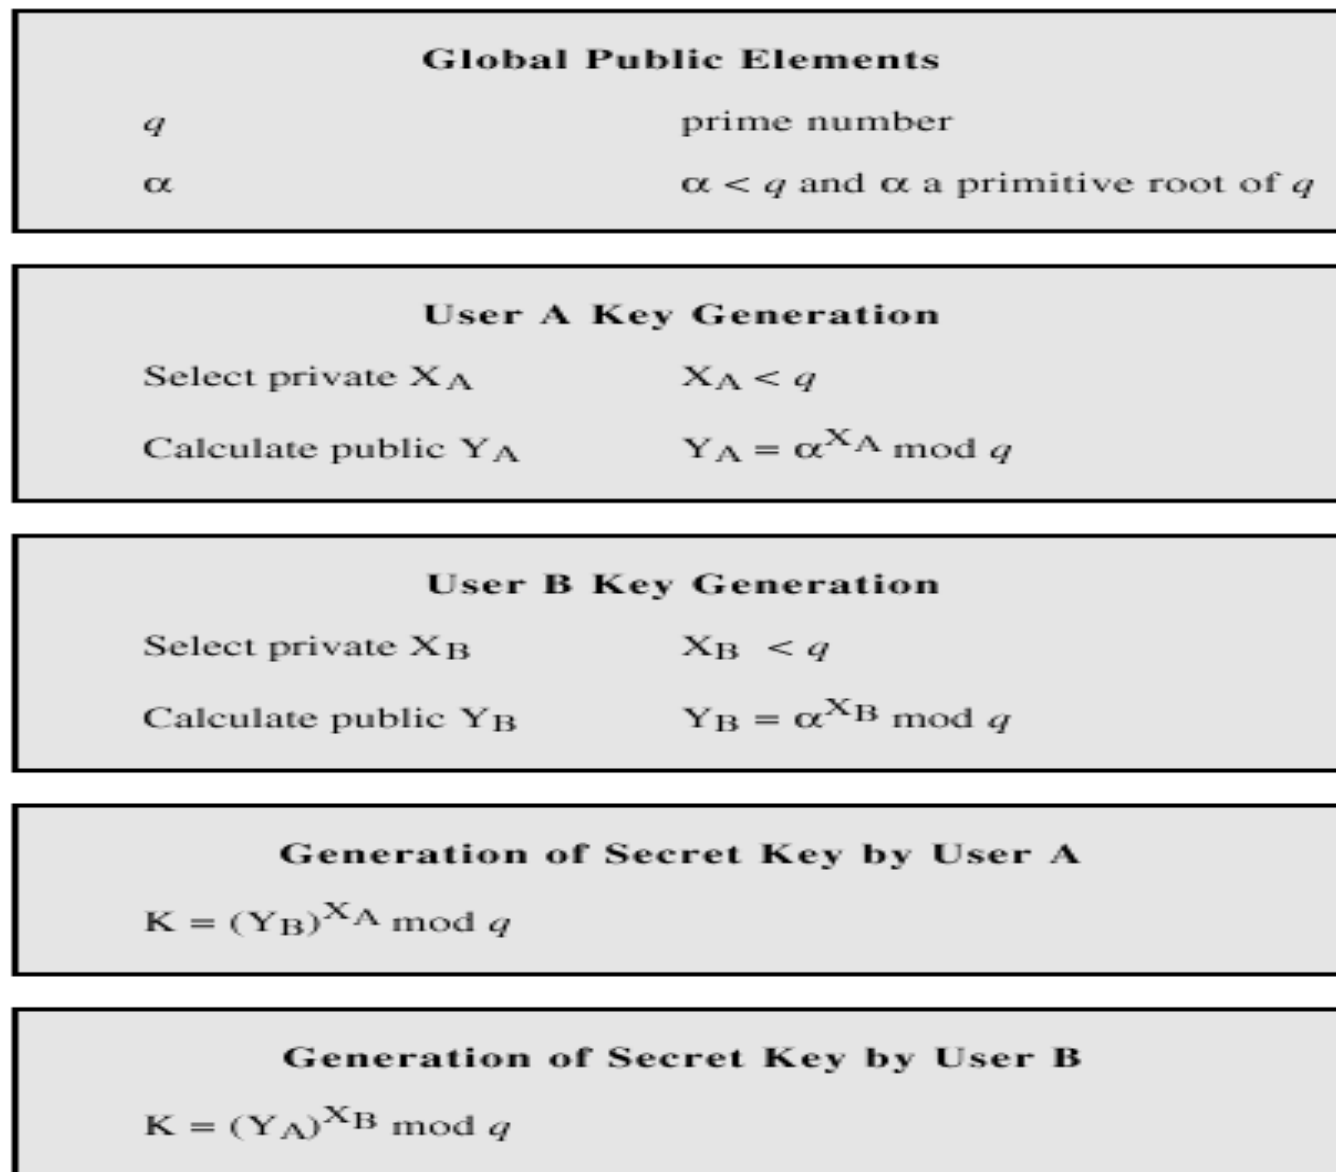 Global Public Elements
q prime number
α α < q and α a primitive root of q
User A Key Generation
Select private X_A X_A < q
Calculate public Y_A Y_A = α^{X_A} mod q
User B Key Generation
Select private X_B X_B < q
Calculate public Y_B Y_B = α^{X_B} mod q
Generation of Secret Key by User A
K = (Y_B)^{X_A} mod q
Generation of Secret Key by User B
K = (Y_A)^{X_B} mod q